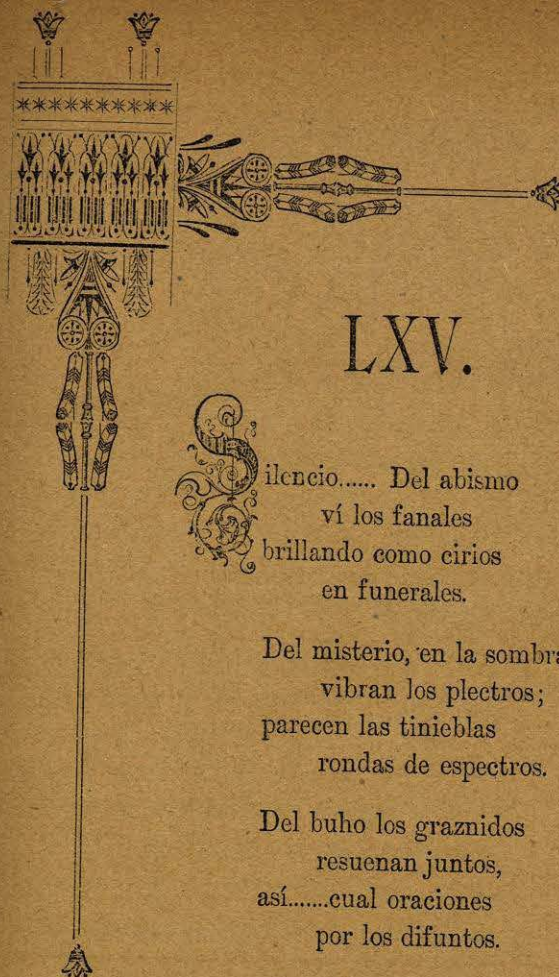 LXV.
Silencio...... Del abismo
ví los fanales
brillando como cirios
en funerales.
Del misterio, en la sombra
vibran los plectros;
parecen las tinieblas
rondas de espectros.
Del buho los graznidos
resuenan juntos,
así.......cual oraciones
por los difuntos.